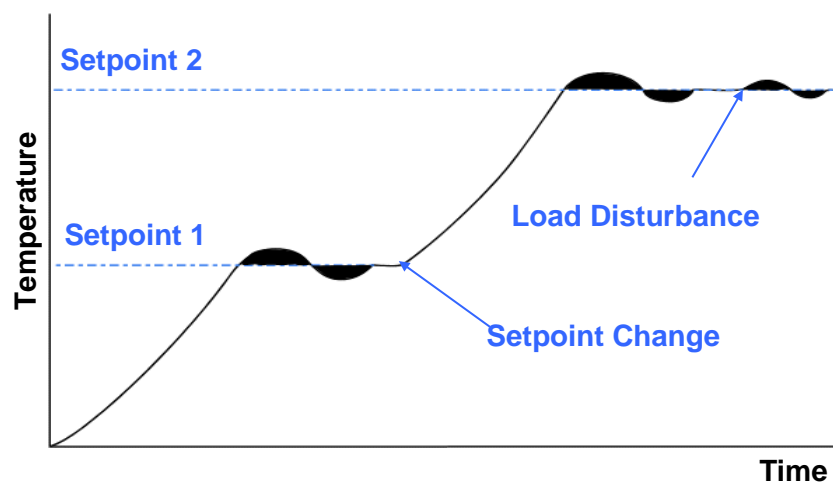 Setpoint 2
Load Disturbance
Setpoint 1
Temperature
Setpoint Change
Time